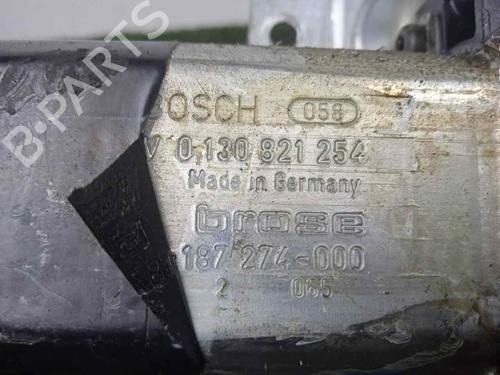 BOSCH 058
V 0 130 821 254
Made in Germany
brose
187 274-000
2 065
B-PARTS